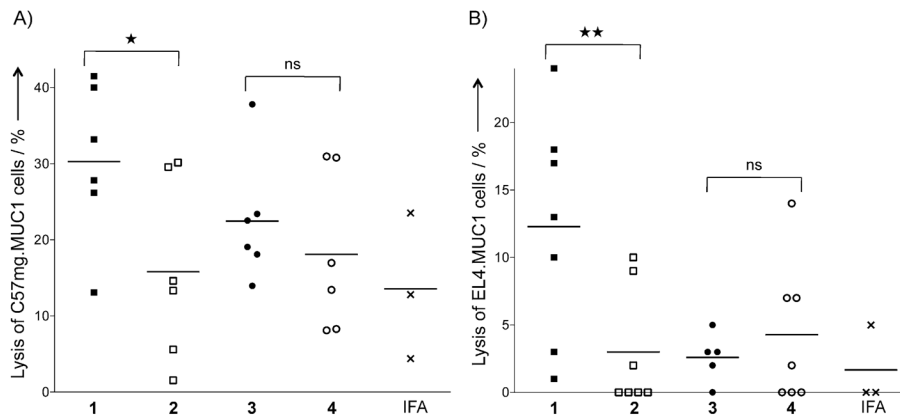 A)
★
ns
Lysis of C57mg.MUC1 cells / % ⟶
40
30
20
10
0
1 2 3 4 IFA
B)
★★
ns
Lysis of EL4.MUC1 cells / % ⟶
20
15
10
5
0
1 2 3 4 IFA